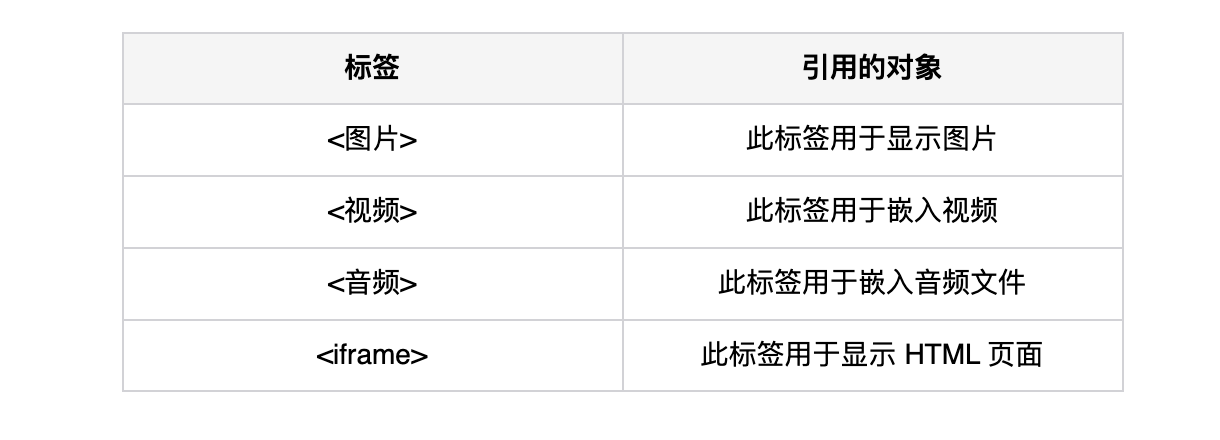 标签 引用的对象
<图片> 此标签用于显示图片
<视频> 此标签用于嵌入视频
<音频> 此标签用于嵌入音频文件
<iframe> 此标签用于显示 HTML 页面